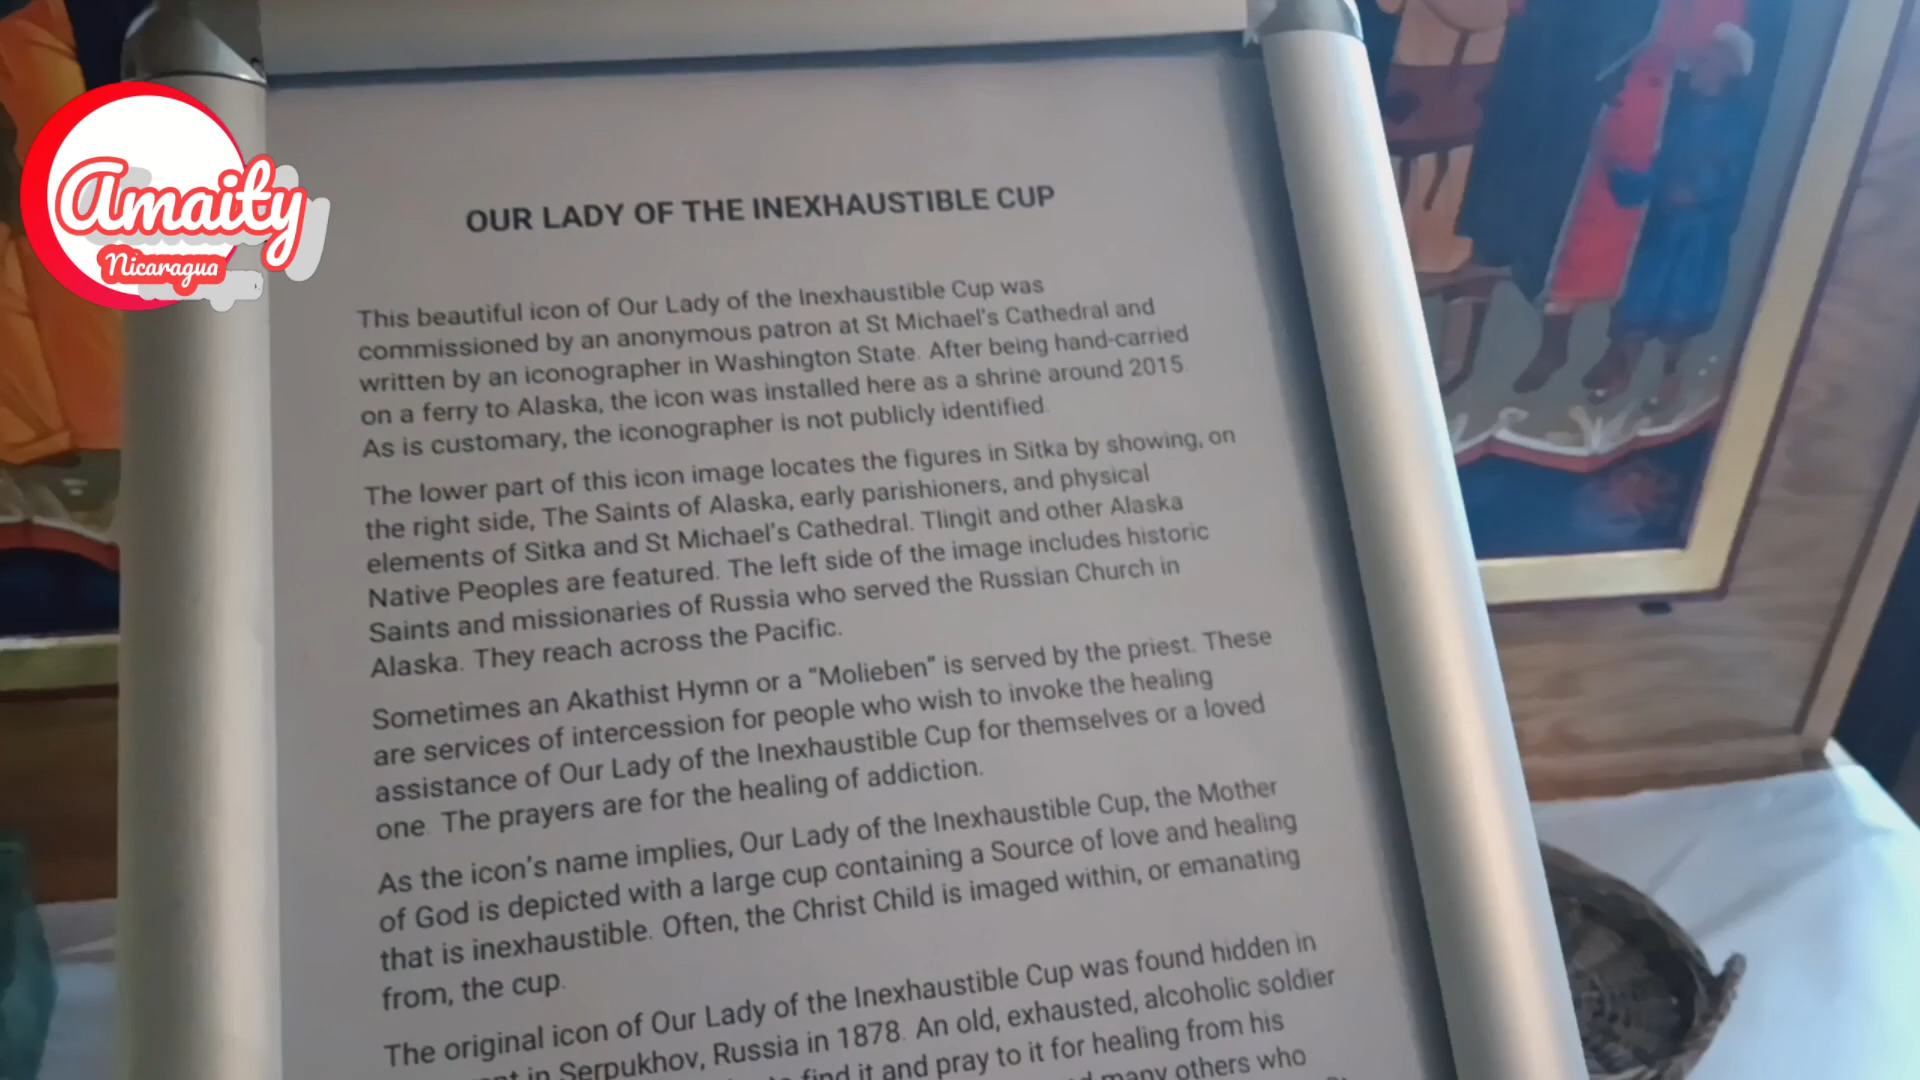 Amaity
Nicaragua
OUR LADY OF THE INEXHAUSTIBLE CUP
This beautiful icon of Our Lady of the Inexhaustible Cup was
commissioned by an anonymous patron at St Michael's Cathedral and
written by an iconographer in Washington State. After being hand-carried
on a ferry to Alaska, the icon was installed here as a shrine around 2015.
As is customary, the iconographer is not publicly identified.
The lower part of this icon image locates the figures in Sitka by showing, on
the right side, The Saints of Alaska, early parishioners, and physical
elements of Sitka and St Michael's Cathedral. Tlingit and other Alaska
Native Peoples are featured. The left side of the image includes historic
Saints and missionaries of Russia who served the Russian Church in
Alaska. They reach across the Pacific.
Sometimes an Akathist Hymn or a "Molieben" is served by the priest. These
are services of intercession for people who wish to invoke the healing
assistance of Our Lady of the Inexhaustible Cup for themselves or a loved
one. The prayers are for the healing of addiction.
As the icon's name implies, Our Lady of the Inexhaustible Cup, the Mother
of God is depicted with a large cup containing a Source of love and healing
that is inexhaustible. Often, the Christ Child is imaged within, or emanating
from, the cup.
The original icon of Our Lady of the Inexhaustible Cup was found hidden in
in Serpukhov, Russia in 1878. An old, exhausted, alcoholic soldier
find it and pray to it for healing from his
many others who